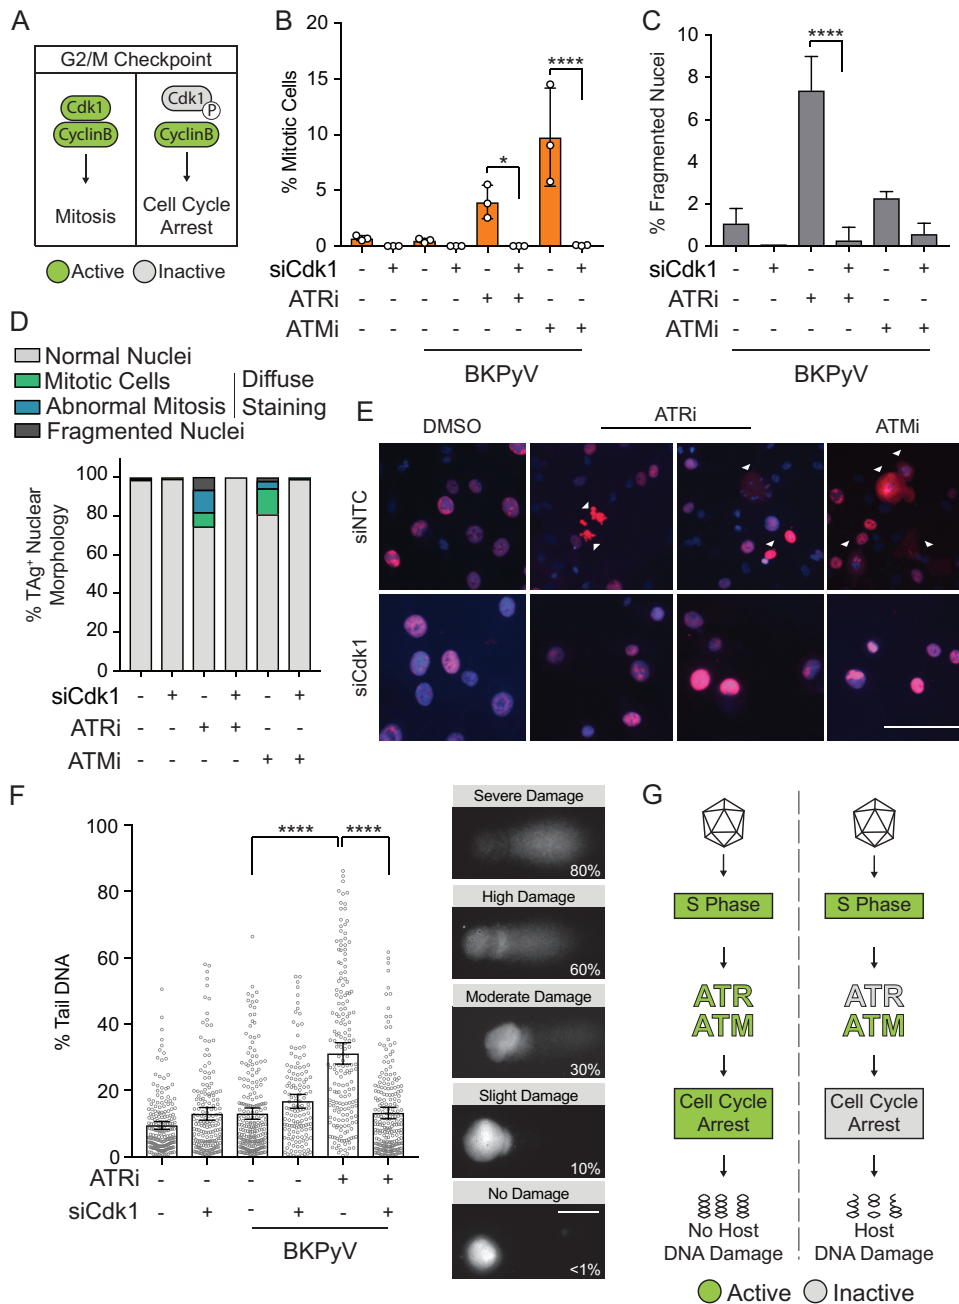 A
G2/M Checkpoint
Cdk1
CyclinB
Mitosis
Cdk1
P
CyclinB
Cell Cycle
Arrest
Active
Inactive
B
% Mitotic Cells
20
15
10
5
0
*
****
siCdk1 - + - + - + - +
ATRi - - - - + + - -
ATMi - - - - - - + +
BKPyV
C
% Fragmented Nucei
10
8
6
4
2
0
****
siCdk1 - + - + - +
ATRi - - + + - -
ATMi - - - - + +
BKPyV
D
Normal Nuclei
Mitotic Cells
Abnormal Mitosis
Fragmented Nuclei
Diffuse
Staining
% TAg+ Nuclear
Morphology
100
80
60
40
20
0
siCdk1 - + - + - +
ATRi - - + + - -
ATMi - - - - + +
E
DMSO
ATRi
ATMi
siNTC
siCdk1
F
% Tail DNA
100
80
60
40
20
0
**** ****
ATRi - - - - + +
siCdk1 - + - + - +
BKPyV
Severe Damage
80%
High Damage
60%
Moderate Damage
30%
Slight Damage
10%
No Damage
<1%
G
S Phase
ATR
ATM
Cell Cycle
Arrest
No Host
DNA Damage
S Phase
ATR
ATM
Cell Cycle
Arrest
Host
DNA Damage
Active
Inactive